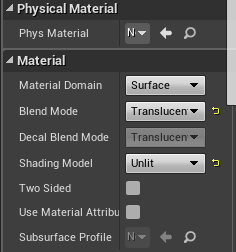 Physical Material
Phys Material N
Material
Material Domain Surface
Blend Mode Translucen
Decal Blend Mode Translucen
Shading Model Unlit
Two Sided
Use Material Attribu
Subsurface Profile N